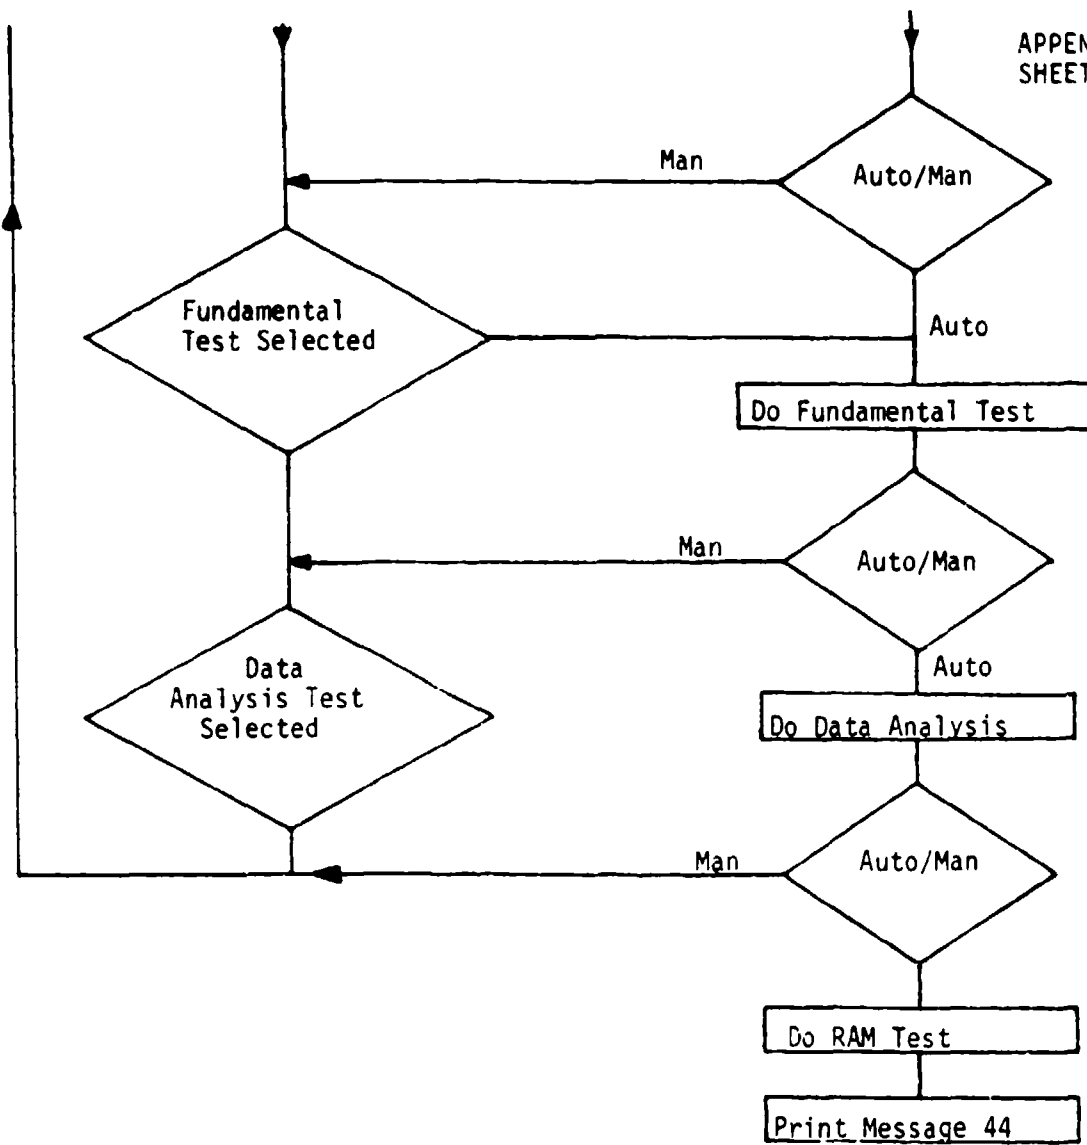 APPEN
SHEET
Man
Auto/Man
Fundamental
Test Selected
Auto
Do Fundamental Test
Man
Auto/Man
Data
Analysis Test
Selected
Auto
Do Data Analysis
Man
Auto/Man
Do RAM Test
Print Message 44